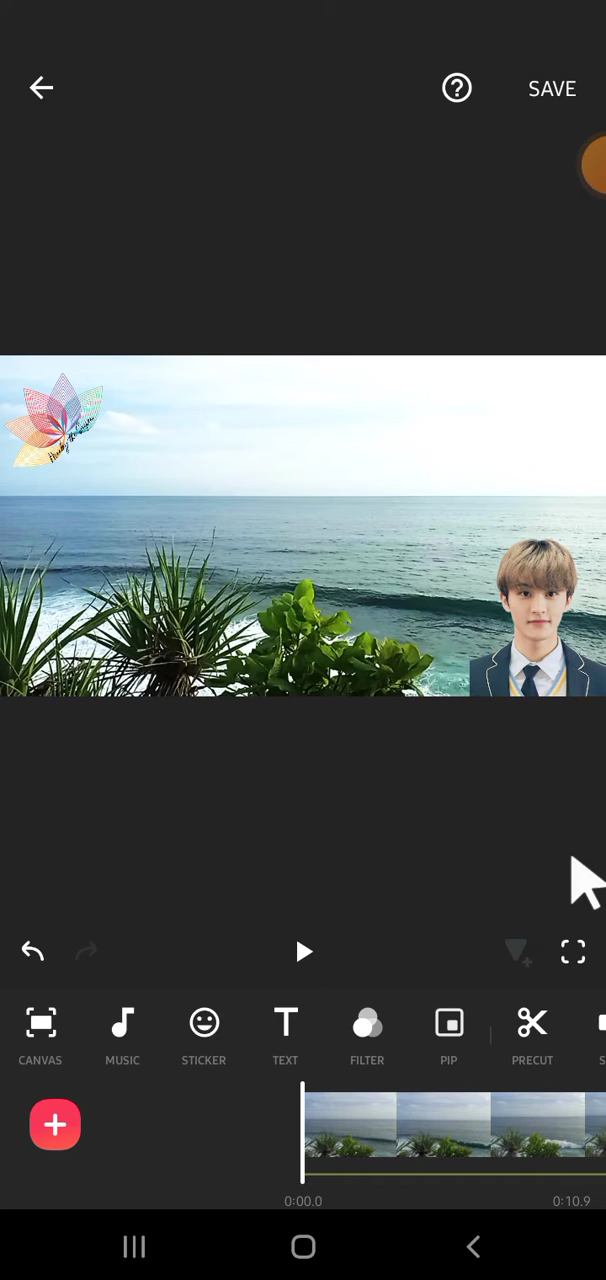 SAVE
CANVAS
MUSIC
STICKER
TEXT
FILTER
PIP
PRECUT
S
0:00.0
0:10.9